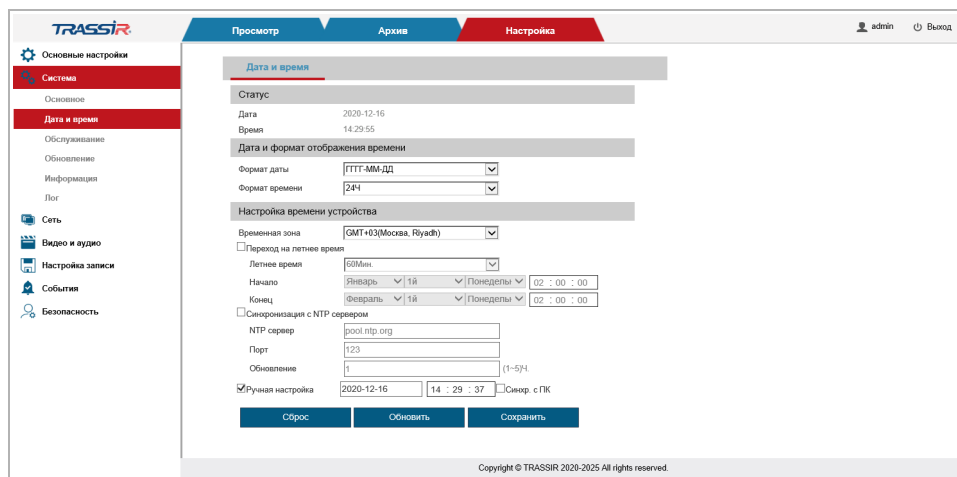 TRASSIR
Просмотр
Архив
Настройка
admin
Выход
Основные настройки
Система
Основное
Дата и время
Обслуживание
Обновление
Информация
Лог
Сеть
Видео и аудио
Настройка записи
События
Безопасность
Дата и время
Статус
Дата 2020-12-16
Время 14:29:55
Дата и формат отображения времени
Формат даты ГГГГ-ММ-ДД
Формат времени 24Ч
Настройка времени устройства
Временная зона GMT+03(Москва, Riyadh)
Переход на летнее время
Летнее время 60Мин.
Начало Январь 1й Понедельн 02 : 00 : 00
Конец Февраль 1й Понедельн 02 : 00 : 00
Синхронизация с NTP сервером
NTP сервер pool.ntp.org
Порт 123
Обновление 1 (1~5)Ч.
Ручная настройка 2020-12-16 14 : 29 : 37 Синхр. с ПК
Сброс Обновить Сохранить
Copyright © TRASSIR 2020-2025 All rights reserved.